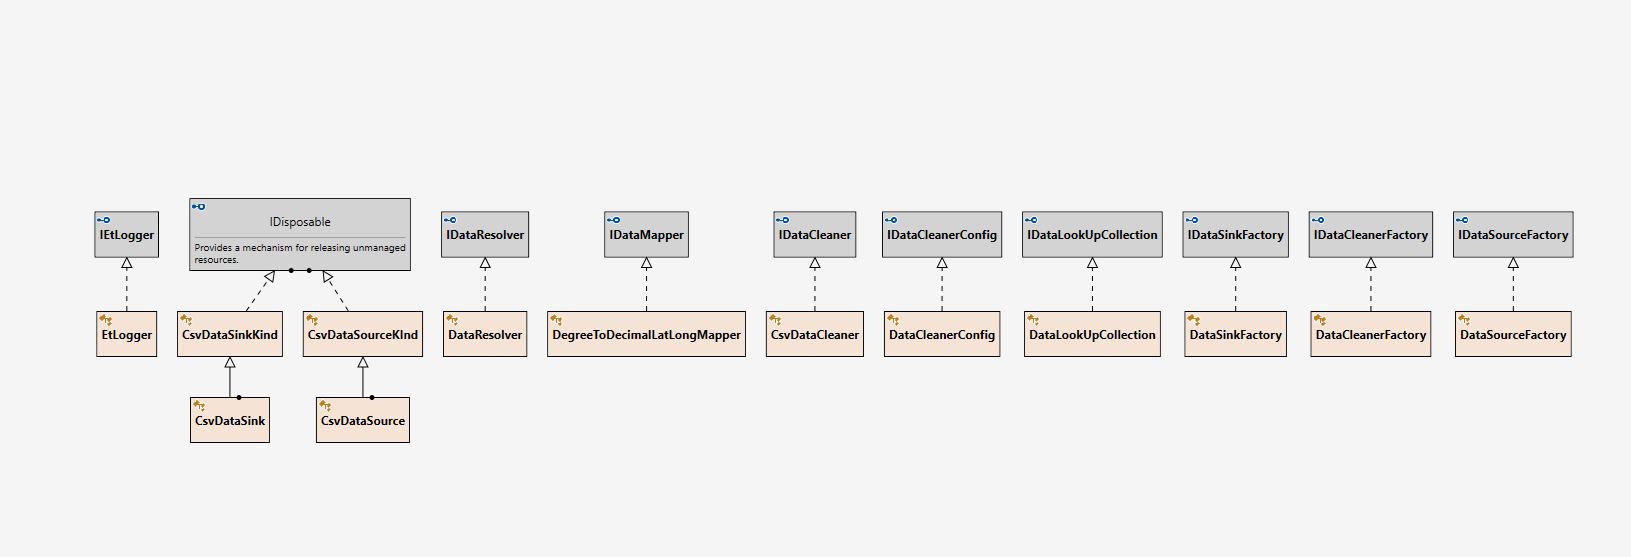 IEtLogger
IDisposable
Provides a mechanism for releasing unmanaged
resources.
IDataResolver
IDataMapper
IDataCleaner
IDataCleanerConfig
IDataLookUpCollection
IDataSinkFactory
IDataCleanerFactory
IDataSourceFactory
EtLogger
CsvDataSinkKind
CsvDataSourceKInd
DataResolver
DegreeToDecimalLatLongMapper
CsvDataCleaner
DataCleanerConfig
DataLookUpCollection
DataSinkFactory
DataCleanerFactory
DataSourceFactory
CsvDataSink
CsvDataSource